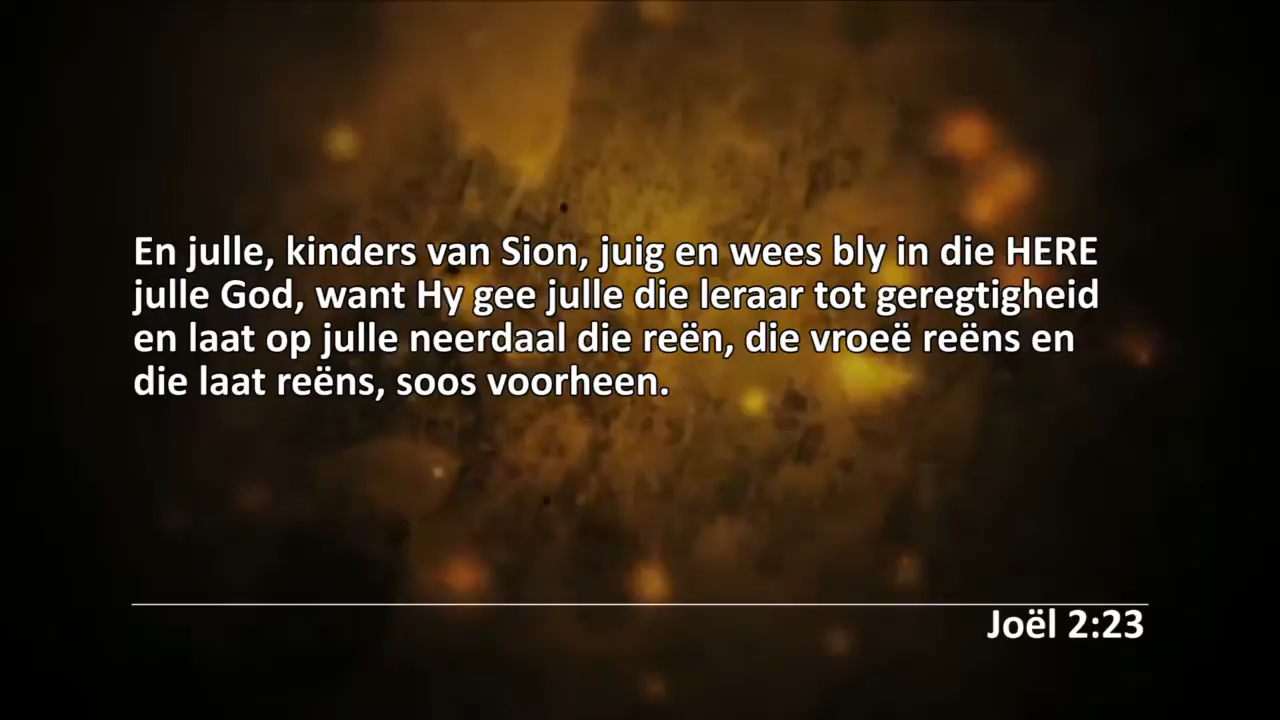 En julle, kinders van Sion, juig en wees bly in die HERE
julle God, want Hy gee julle die leraar tot geregtigheid
en laat op julle neerdaal die reën, die vroeë reëns en
die laat reëns, soos voorheen.
Joël 2:23